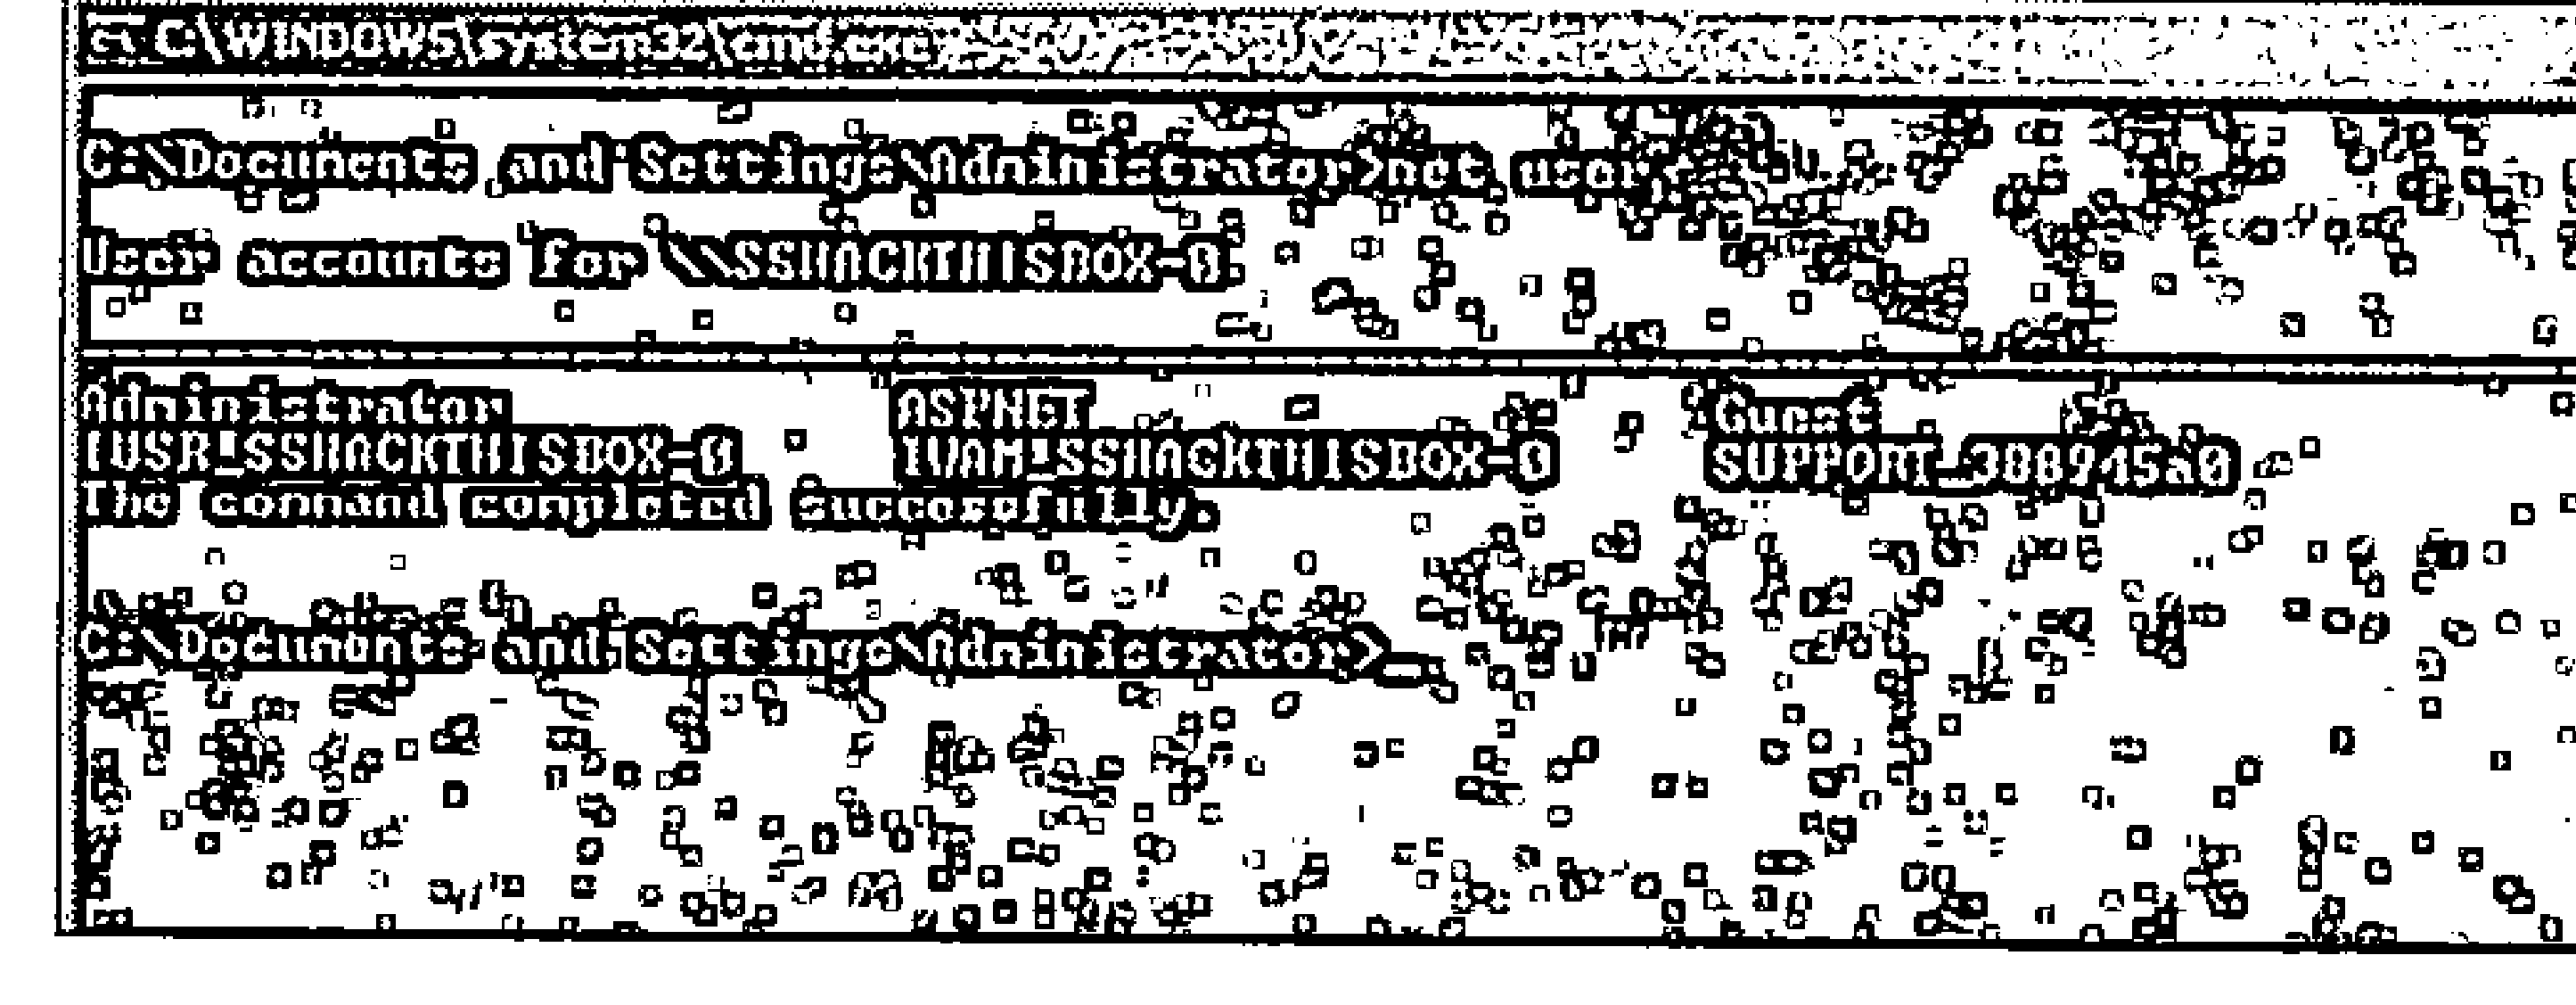 C:\WINDOWS\system32\cmd.exe
C:\Documents and Settings\Administrator>net user
User accounts for \\SSHACKTHISBOX-0
Administrator ASPNET Guest
IUSR_SSHACKTHISBOX-0 IWAM_SSHACKTHISBOX-0 SUPPORT_388945a0
The command completed successfully.
C:\Documents and Settings\Administrator>_